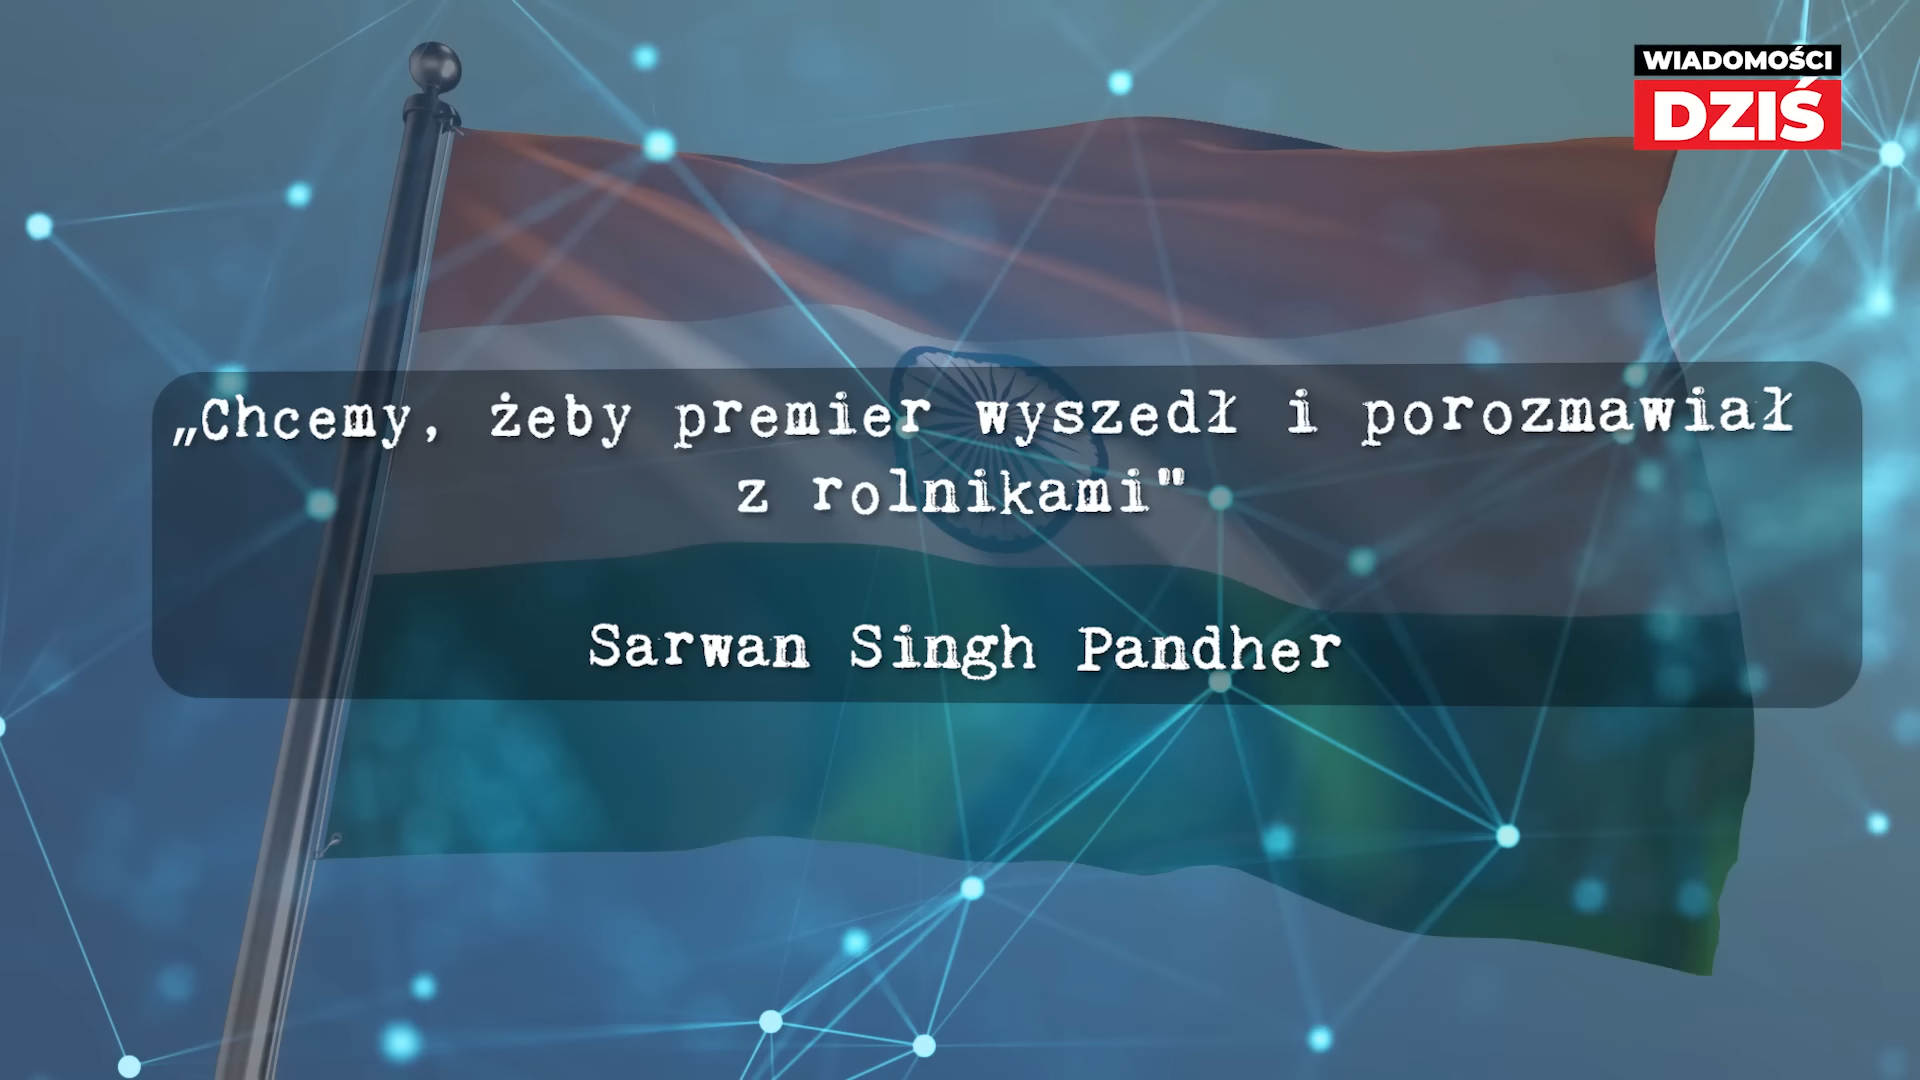 WIADOMOŚCI
DZIŚ
„Chcemy, żeby premier wyszedł i porozmawiał
z rolnikami"
Sarwan Singh Pandher